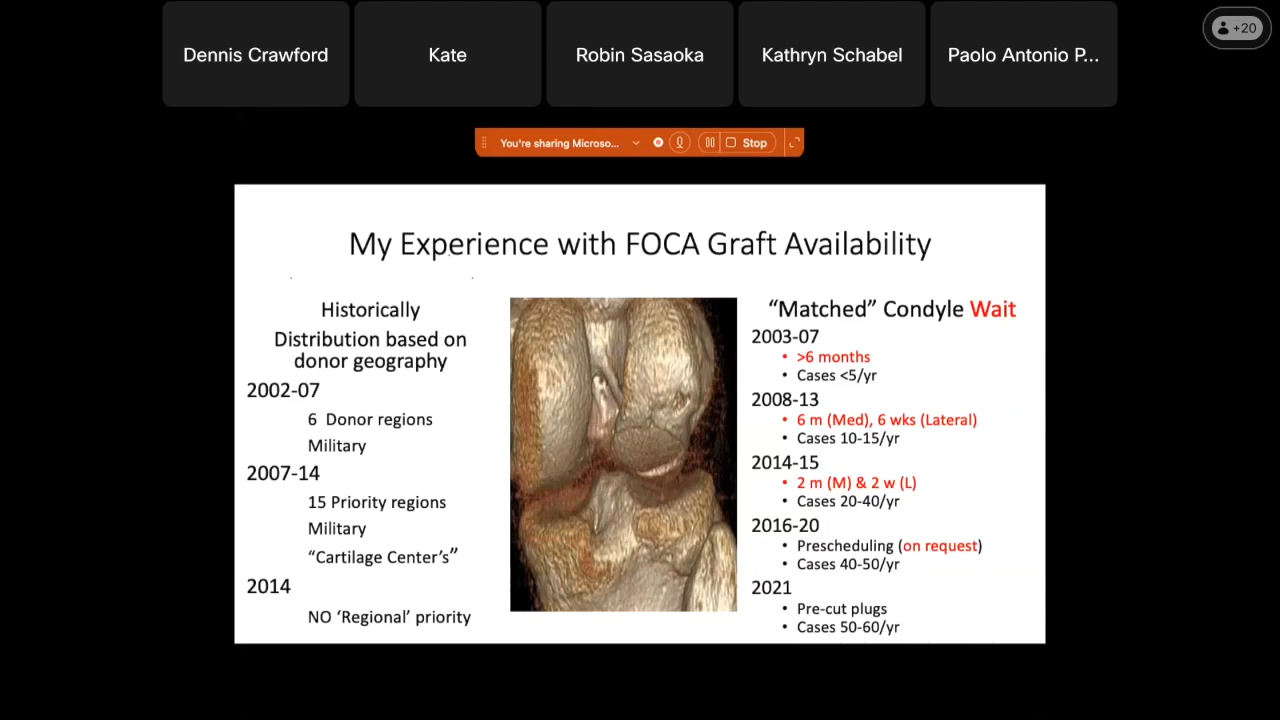 Dennis Crawford
Kate
Robin Sasaoka
Kathryn Schabel
Paolo Antonio P...
+20
You're sharing Microso...
Stop
My Experience with FOCA Graft Availability
Historically
Distribution based on
donor geography
2002-07
6 Donor regions
Military
2007-14
15 Priority regions
Military
“Cartilage Center’s”
2014
NO ‘Regional’ priority
“Matched” Condyle Wait
2003-07
• >6 months
• Cases <5/yr
2008-13
• 6 m (Med), 6 wks (Lateral)
• Cases 10-15/yr
2014-15
• 2 m (M) & 2 w (L)
• Cases 20-40/yr
2016-20
• Prescheduling (on request)
• Cases 40-50/yr
2021
• Pre-cut plugs
• Cases 50-60/yr